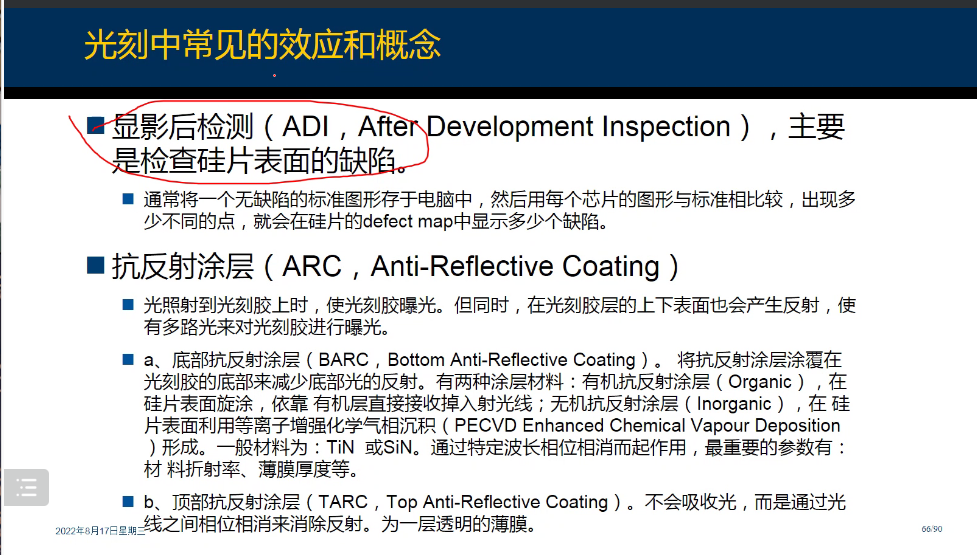 光刻中常见的效应和概念
显影后检测（ADI，After Development Inspection），主要
是检查硅片表面的缺陷。
通常将一个无缺陷的标准图形存于电脑中，然后用每个芯片的图形与标准相比较，出现多
少不同的点，就会在硅片的defect map中显示多少个缺陷。
抗反射涂层（ARC，Anti-Reflective Coating）
光照射到光刻胶上时，使光刻胶曝光。但同时，在光刻胶层的上下表面也会产生反射，使
有多路光来对光刻胶进行曝光。
a、底部抗反射涂层（BARC，Bottom Anti-Reflective Coating）。 将抗反射涂层涂覆在
光刻胶的底部来减少底部光的反射。有两种涂层材料：有机抗反射涂层（Organic），在
硅片表面旋涂，依靠 有机层直接接收掉入射光线；无机抗反射涂层（Inorganic），在 硅
片表面利用等离子增强化学气相沉积（PECVD Enhanced Chemical Vapour Deposition
）形成。一般材料为：TiN 或SiN。通过特定波长相位相消而起作用，最重要的参数有：
材 料折射率、薄膜厚度等。
b、顶部抗反射涂层（TARC，Top Anti-Reflective Coating）。不会吸收光，而是通过光
线之间相位相消来消除反射。为一层透明的薄膜。
2022年8月17日星期三
66/90